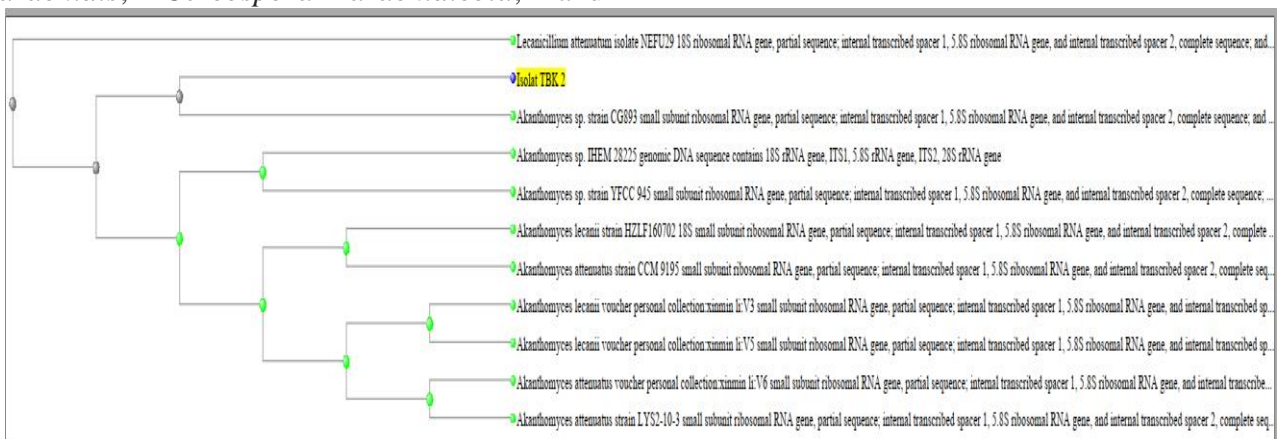 Lecanicillium attenuatum isolate NEFU29 18S ribosomal RNA gene, partial sequence; internal transcribed spacer 1, 5.8S ribosomal RNA gene, and internal transcribed spacer 2, complete sequence; and...
Isolat TBK 2
Akanthomyces sp. strain CG893 small subunit ribosomal RNA gene, partial sequence; internal transcribed spacer 1, 5.8S ribosomal RNA gene, and internal transcribed spacer 2, complete sequence; and ...
Akanthomyces sp. IHEM 28225 genomic DNA sequence contains 18S rRNA gene, ITS1, 5.8S rRNA gene, ITS2, 28S rRNA gene
Akanthomyces sp. strain YFCC 945 small subunit ribosomal RNA gene, partial sequence; internal transcribed spacer 1, 5.8S ribosomal RNA gene, and internal transcribed spacer 2, complete sequence; ...
Akanthomyces lecanii strain HZLF160702 18S small subunit ribosomal RNA gene, partial sequence; internal transcribed spacer 1, 5.8S ribosomal RNA gene, and internal transcribed spacer 2, complete ...
Akanthomyces attenuatus strain CCM 9195 small subunit ribosomal RNA gene, partial sequence; internal transcribed spacer 1, 5.8S ribosomal RNA gene, and internal transcribed spacer 2, complete seq...
Akanthomyces lecanii voucher personal collection:xinmin li:V3 small subunit ribosomal RNA gene, partial sequence; internal transcribed spacer 1, 5.8S ribosomal RNA gene, and internal transcribed sp...
Akanthomyces lecanii voucher personal collection:xinmin li:V5 small subunit ribosomal RNA gene, partial sequence; internal transcribed spacer 1, 5.8S ribosomal RNA gene, and internal transcribed sp...
Akanthomyces attenuatus voucher personal collection:xinmin li:V6 small subunit ribosomal RNA gene, partial sequence; internal transcribed spacer 1, 5.8S ribosomal RNA gene, and internal transcribe...
Akanthomyces attenuatus strain LYS2-10-3 small subunit ribosomal RNA gene, partial sequence; internal transcribed spacer 1, 5.8S ribosomal RNA gene, and internal transcribed spacer 2, complete seq...